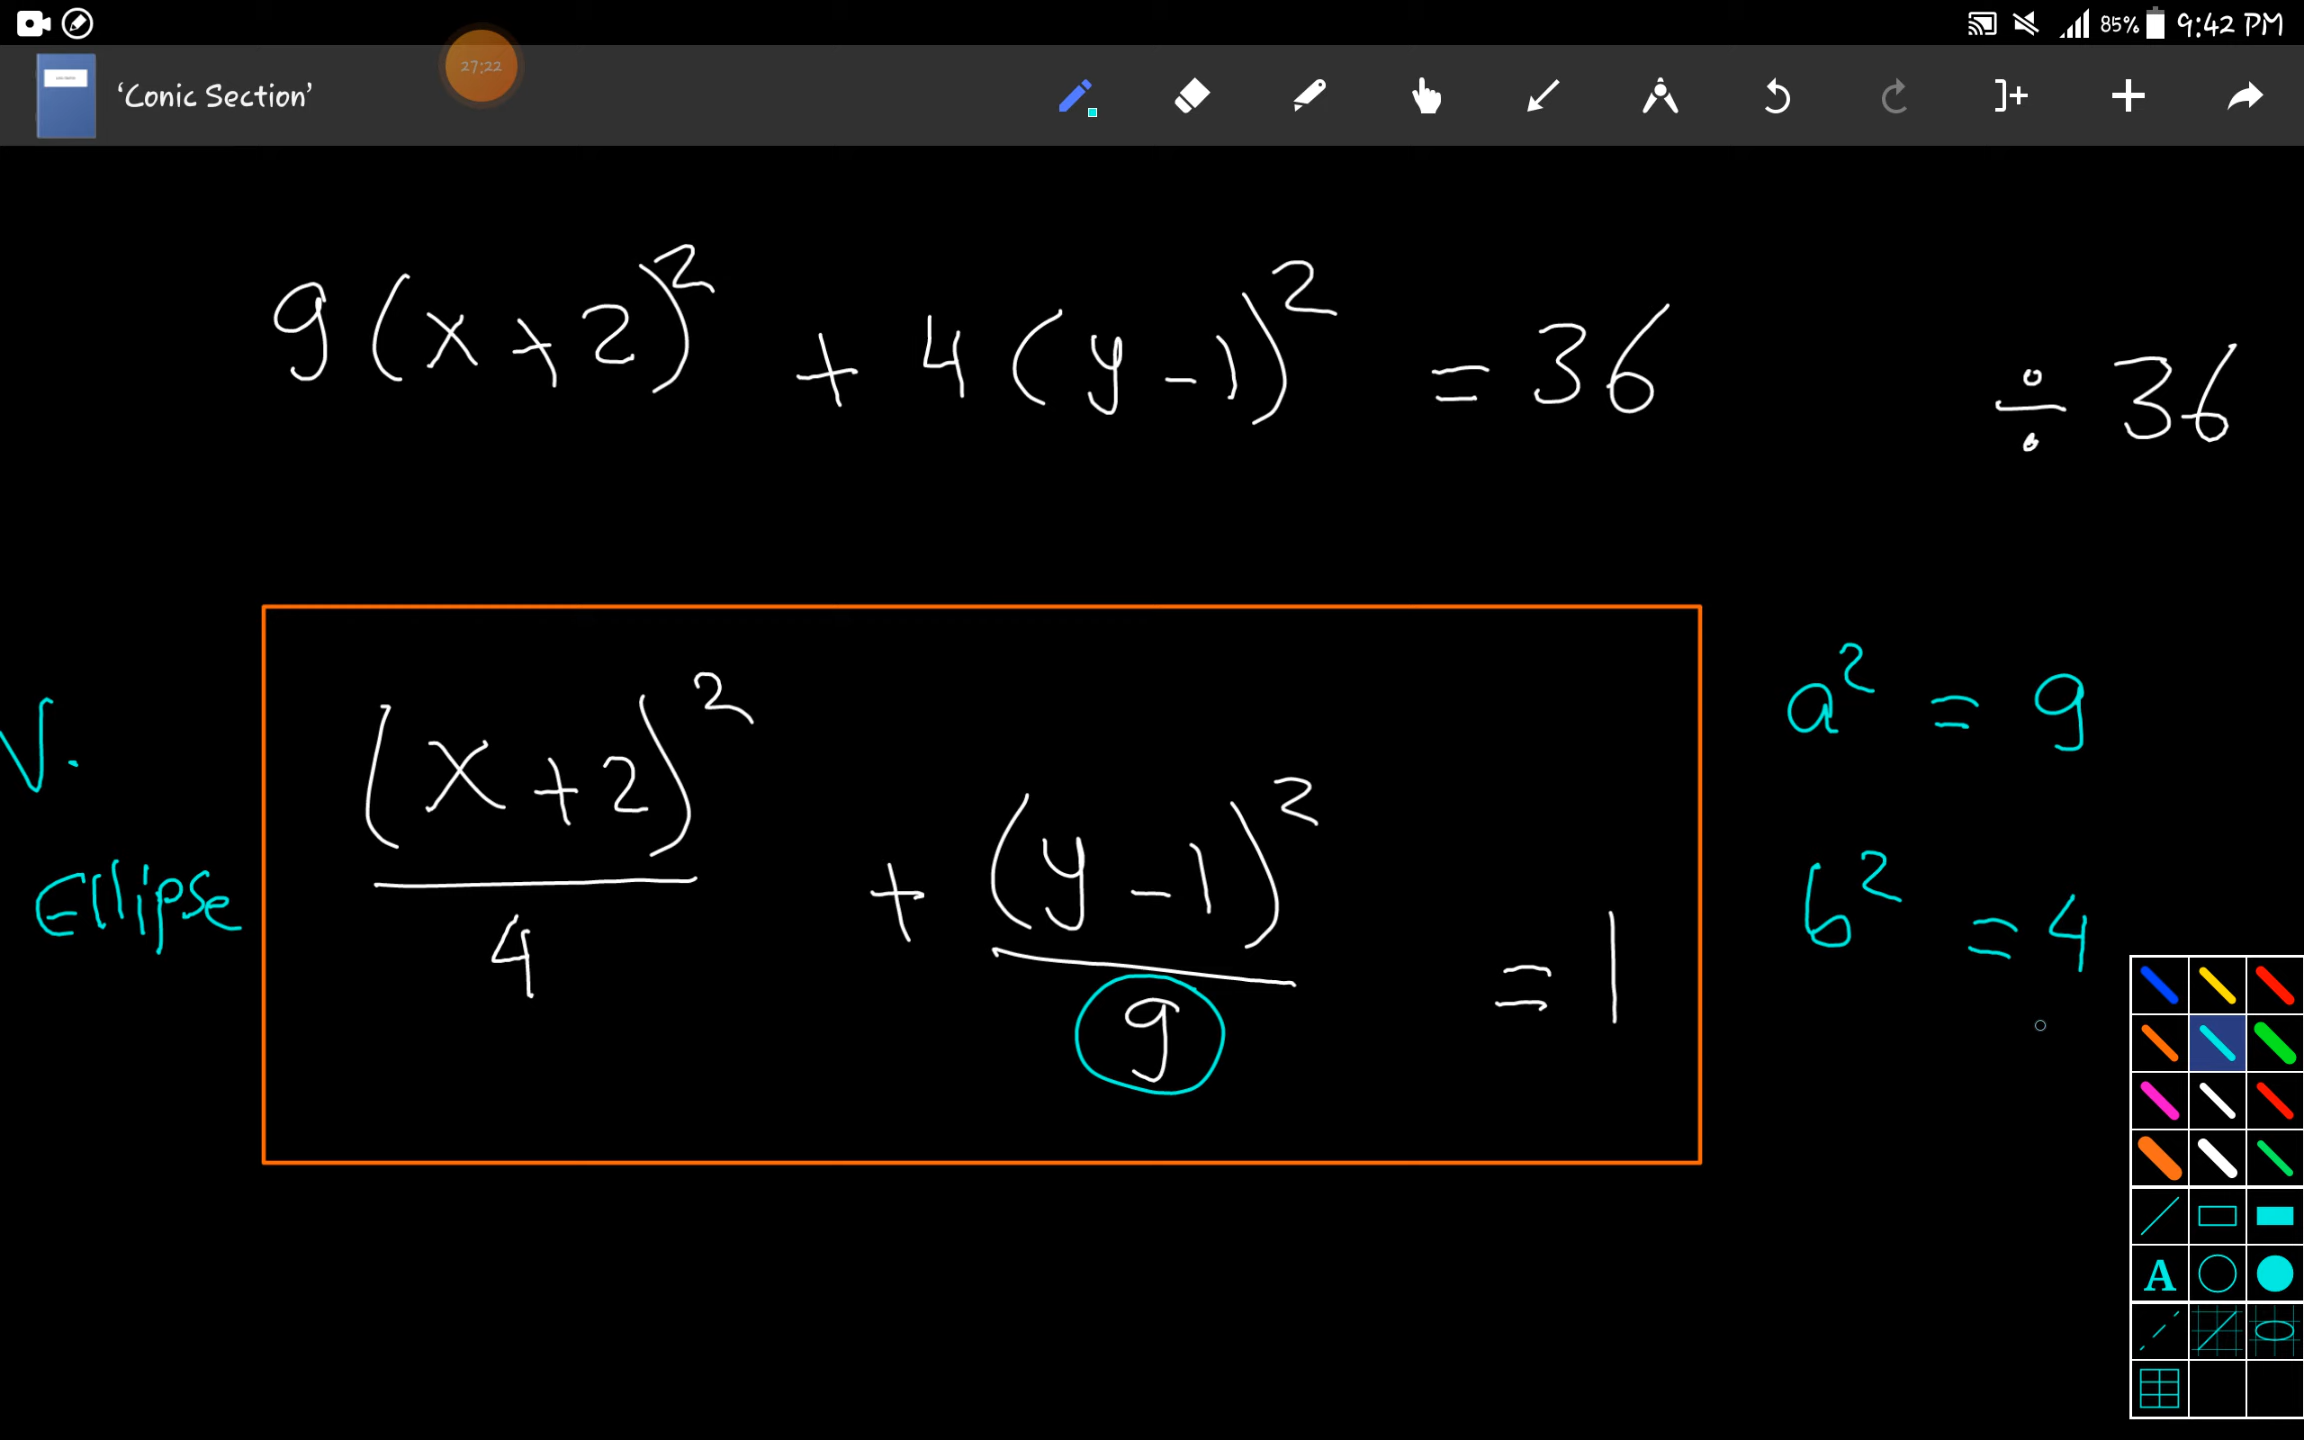 85% 9:42 PM
'Conic Section' 27:22 ]+
9(x+2)² + 4(y-1)² = 36 ÷ 36
V.
Ellipse
(x+2)²/4 + (y-1)²/9 = 1
a² = 9
b² = 4
A